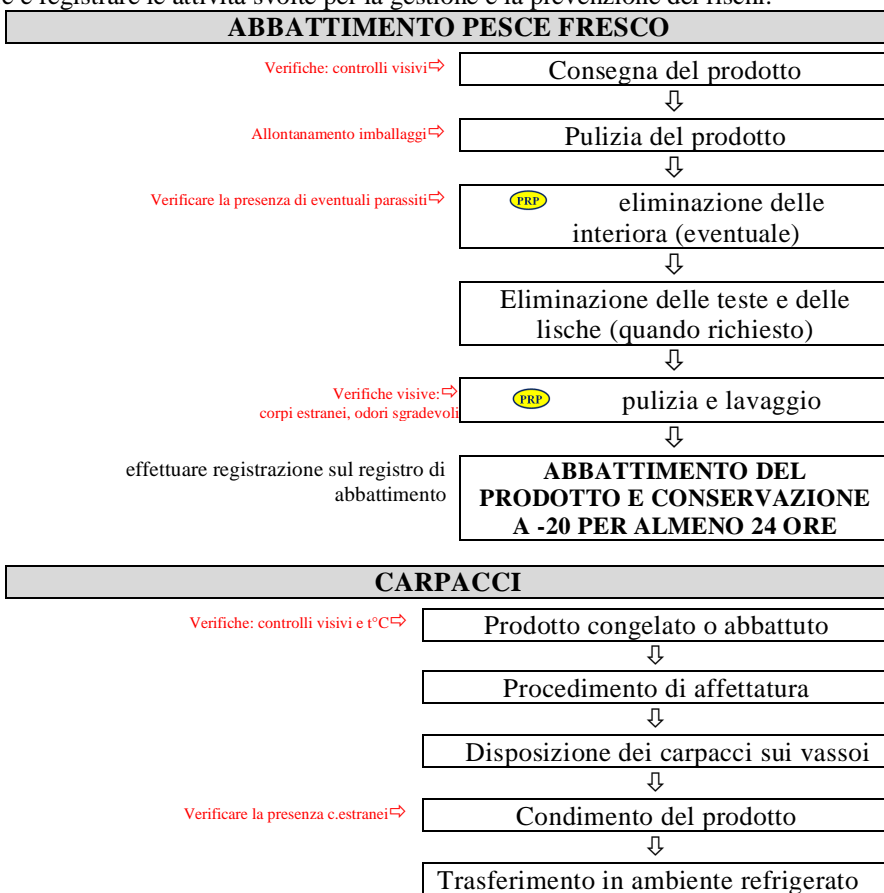 e e registrare le attività svolte per la gestione e la prevenzione dei rischi.
ABBATTIMENTO PESCE FRESCO
Verifiche: controlli visivi⇨
Consegna del prodotto
⇩
Allontanamento imballaggi⇨
Pulizia del prodotto
⇩
Verificare la presenza di eventuali parassiti⇨
PRP eliminazione delle
interiora (eventuale)
⇩
Eliminazione delle teste e delle
lische (quando richiesto)
⇩
Verifiche visive:⇨
corpi estranei, odori sgradevoli
PRP pulizia e lavaggio
⇩
effettuare registrazione sul registro di
abbattimento
ABBATTIMENTO DEL
PRODOTTO E CONSERVAZIONE
A -20 PER ALMENO 24 ORE
CARPACCI
Verifiche: controlli visivi e t°C⇨
Prodotto congelato o abbattuto
⇩
Procedimento di affettatura
⇩
Disposizione dei carpacci sui vassoi
⇩
Verificare la presenza c.estranei⇨
Condimento del prodotto
⇩
Trasferimento in ambiente refrigerato